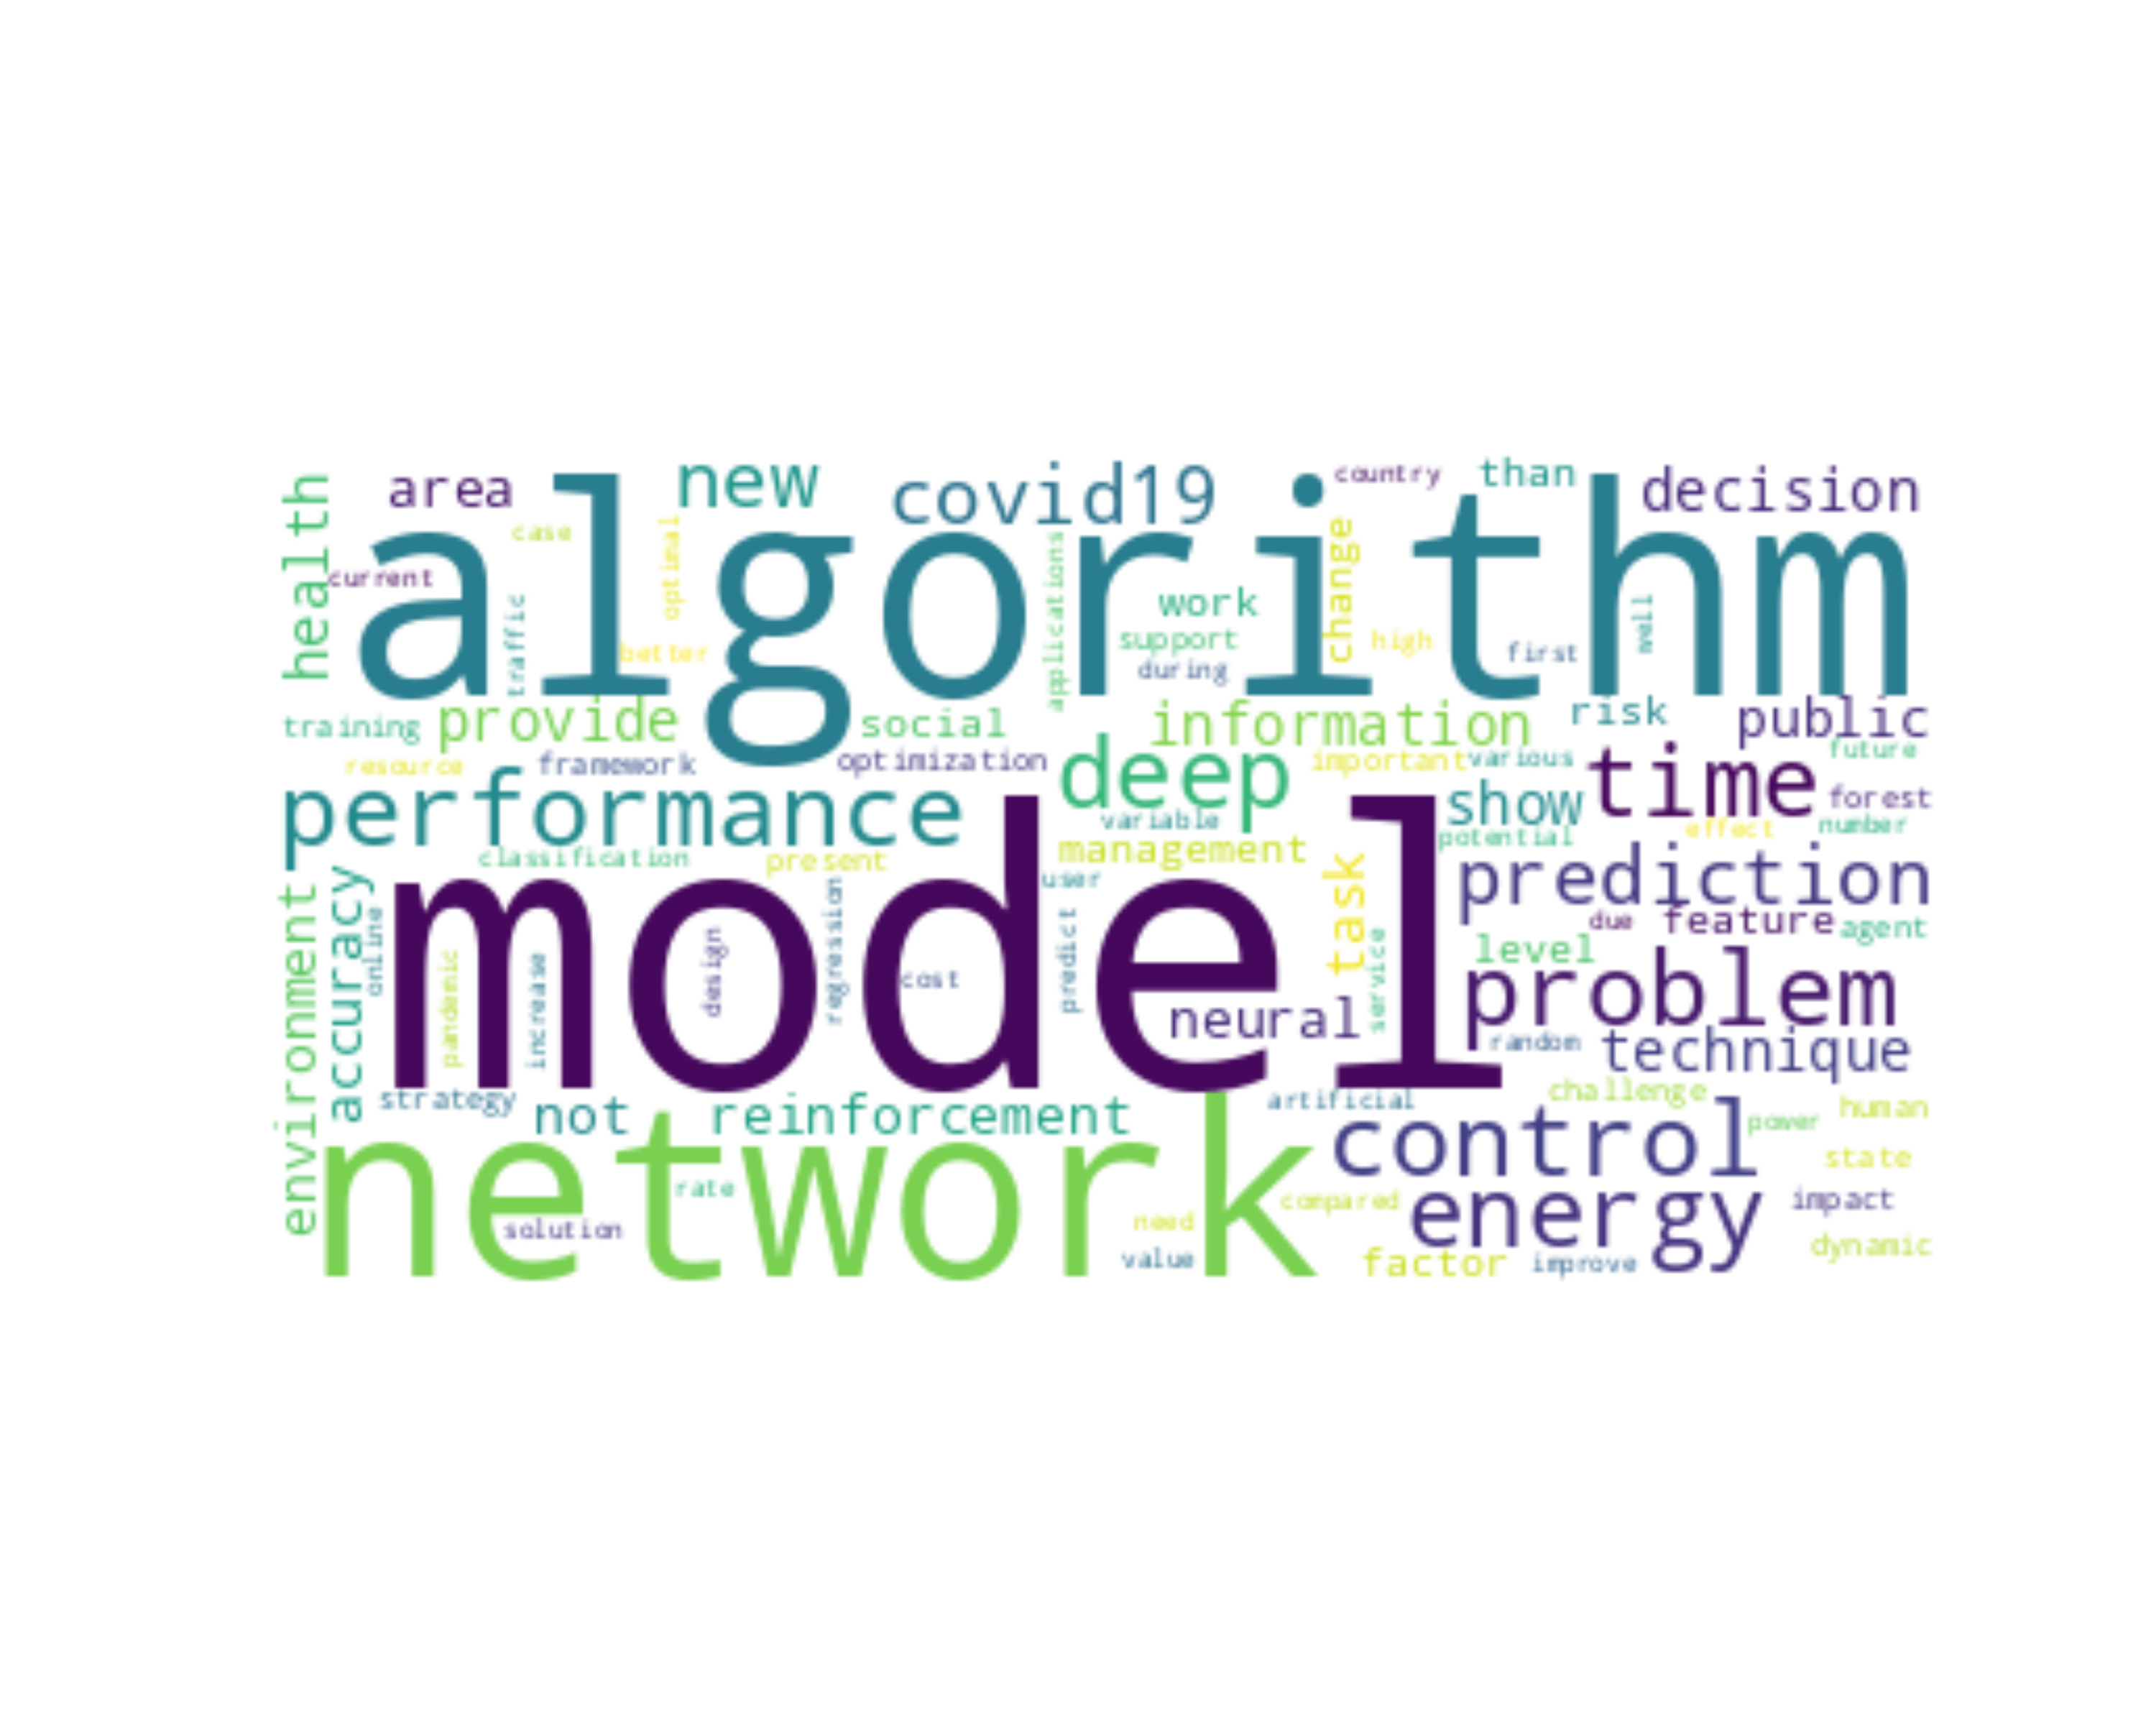 health
area
new
covid19
country
than
decision
algorithm
case
optimal
current
traffic
better
applications
work
support
during
change
high
first
well
training
provide
social
information
risk
public
resource
framework
optimization
deep
important
various
time
future
performance
variable
show
forest
potential
effect
number
classification
present
management
user
task
prediction
due
feature
agent
level
environment
accuracy
online
model
pandemic
increase
design
regression
cost
predict
neural
service
problem
random
technique
strategy
not
reinforcement
artificial
challenge
control
power
human
network
rate
solution
need
value
compared
energy
state
impact
factor
improve
dynamic